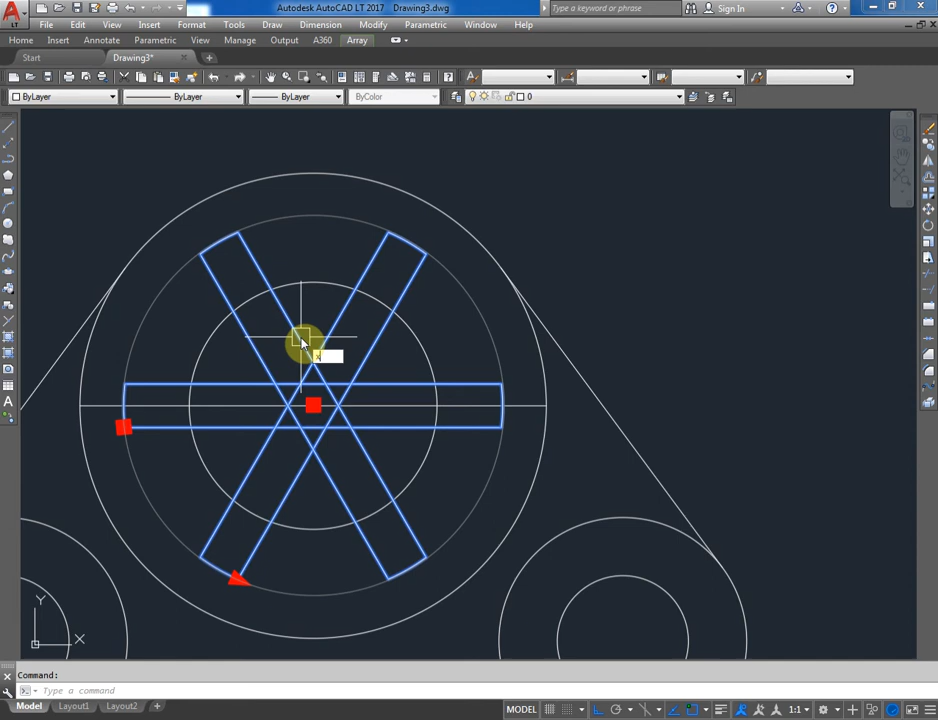 Autodesk AutoCAD LT 2017 Drawing3.dwg
Type a keyword or phrase
Sign In
LT
File Edit View Insert Format Tools Draw Dimension Modify Parametric Window Express
Home Insert Annotate Parametric View Manage Output A360 Array
Start Drawing3*
ByLayer ByLayer ByLayer ByColor 0
x
Y
X
Command:
Type a command
Model Layout1 Layout2
MODEL 1:1